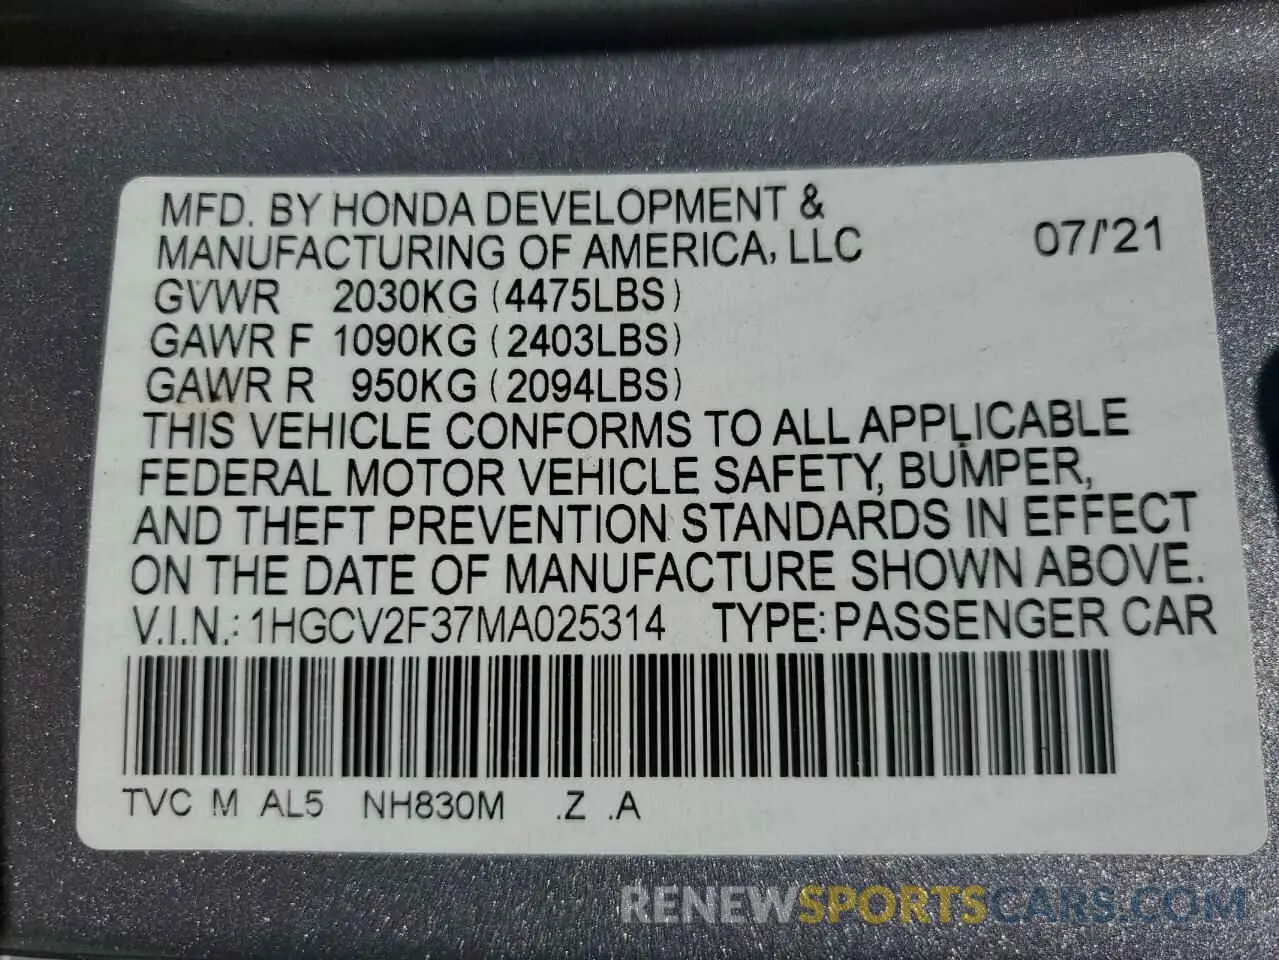 MFD. BY HONDA DEVELOPMENT &
MANUFACTURING OF AMERICA, LLC 07/'21
GVWR 2030KG (4475LBS)
GAWR F 1090KG (2403LBS)
GAWR R 950KG (2094LBS)
THIS VEHICLE CONFORMS TO ALL APPLICABLE
FEDERAL MOTOR VEHICLE SAFETY, BUMPER,
AND THEFT PREVENTION STANDARDS IN EFFECT
ON THE DATE OF MANUFACTURE SHOWN ABOVE.
V.I.N.: 1HGCV2F37MA025314 TYPE: PASSENGER CAR
TVC M AL5 NH830M .Z .A
RENEWSPORTSCARS.COM